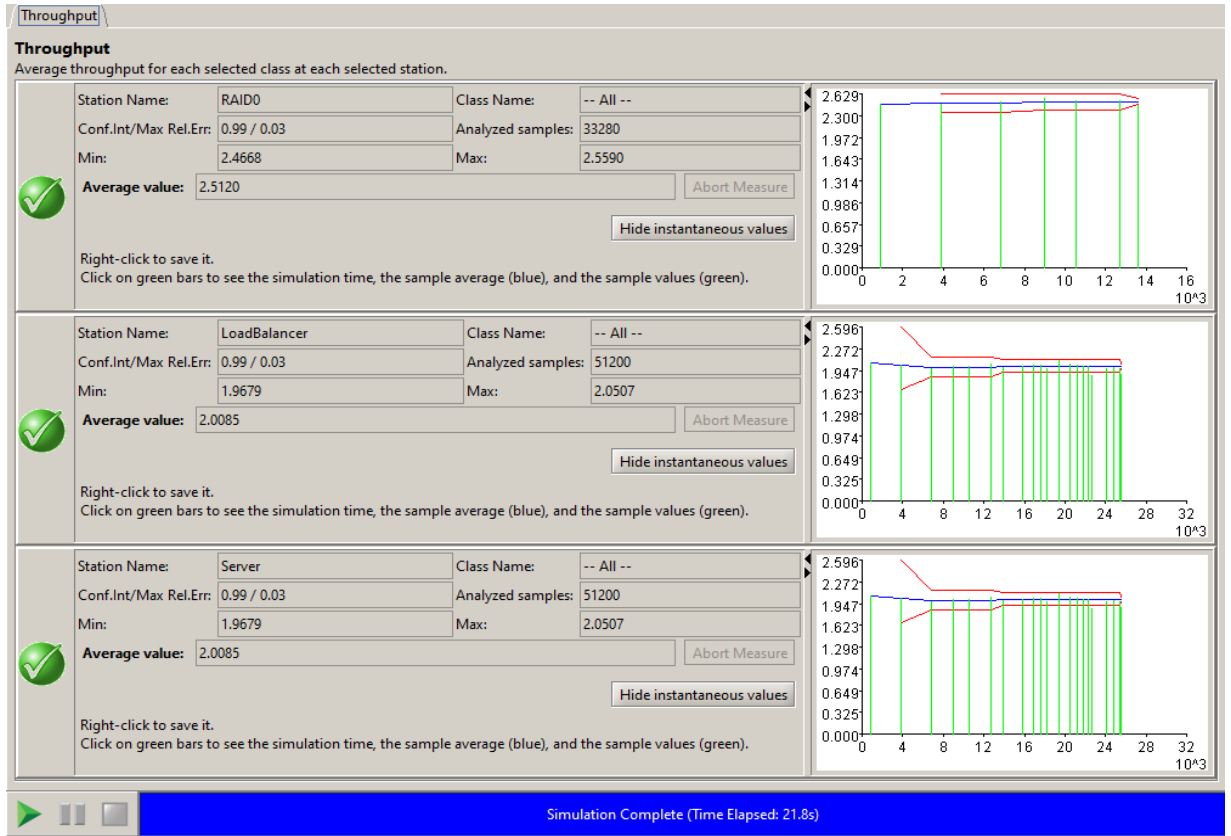 Throughput
Throughput
Average throughput for each selected class at each selected station.
Station Name: RAID0 Class Name: -- All --
Conf.Int/Max Rel.Err: 0.99 / 0.03 Analyzed samples: 33280
Min: 2.4668 Max: 2.5590
Average value: 2.5120 Abort Measure
Hide instantaneous values
Right-click to save it.
Click on green bars to see the simulation time, the sample average (blue), and the sample values (green).
2.629
2.300
1.972
1.643
1.314
0.986
0.657
0.329
0.000
0 2 4 6 8 10 12 14 16
10^3
Station Name: LoadBalancer Class Name: -- All --
Conf.Int/Max Rel.Err: 0.99 / 0.03 Analyzed samples: 51200
Min: 1.9679 Max: 2.0507
Average value: 2.0085 Abort Measure
Hide instantaneous values
Right-click to save it.
Click on green bars to see the simulation time, the sample average (blue), and the sample values (green).
2.596
2.272
1.947
1.623
1.298
0.974
0.649
0.325
0.000
0 4 8 12 16 20 24 28 32
10^3
Station Name: Server Class Name: -- All --
Conf.Int/Max Rel.Err: 0.99 / 0.03 Analyzed samples: 51200
Min: 1.9679 Max: 2.0507
Average value: 2.0085 Abort Measure
Hide instantaneous values
Right-click to save it.
Click on green bars to see the simulation time, the sample average (blue), and the sample values (green).
2.596
2.272
1.947
1.623
1.298
0.974
0.649
0.325
0.000
0 4 8 12 16 20 24 28 32
10^3
Simulation Complete (Time Elapsed: 21.8s)